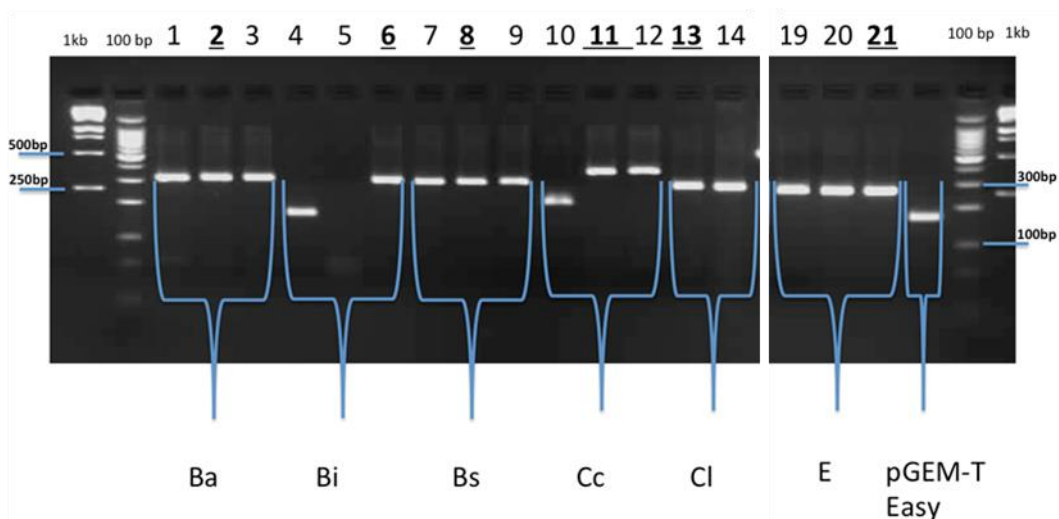 1kb 100 bp 1 2 3 4 5 6 7 8 9 10 11 12 13 14 19 20 21 100 bp 1kb
500bp
250bp
300bp
100bp
Ba Bi Bs Cc Cl E pGEM-T
Easy